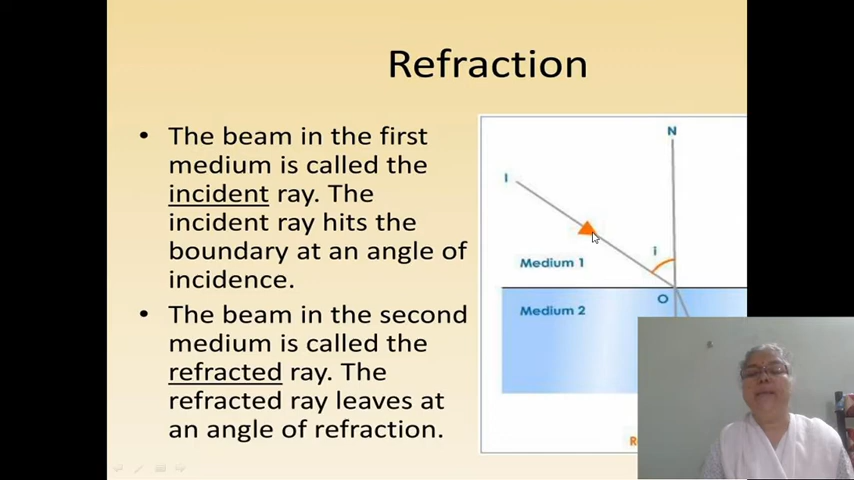 Refraction
• The beam in the first
medium is called the
incident ray. The
incident ray hits the
boundary at an angle of
incidence.
• The beam in the second
medium is called the
refracted ray. The
refracted ray leaves at
an angle of refraction.
N
I
i
Medium 1
O
Medium 2